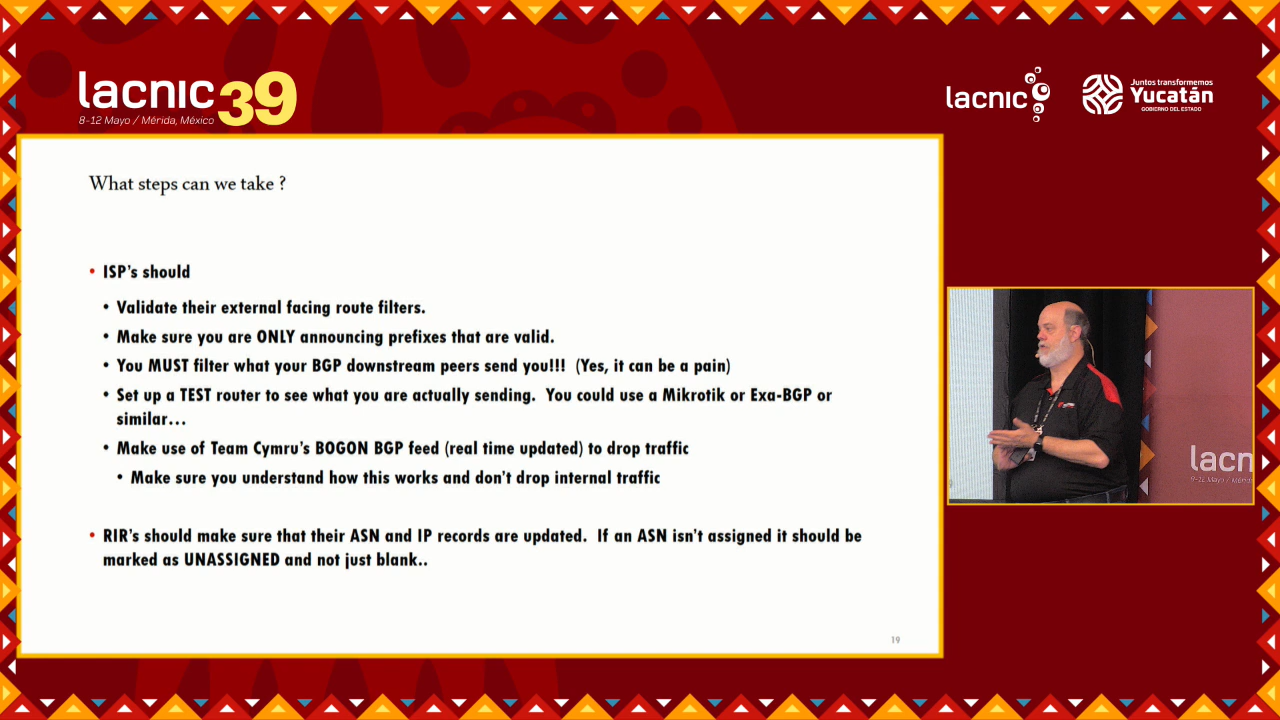 lacnic 39
8-12 Mayo / Mérida, México
lacnic
Juntos transformemos
Yucatán
GOBIERNO DEL ESTADO
What steps can we take ?
• ISP's should
• Validate their external facing route filters.
• Make sure you are ONLY announcing prefixes that are valid.
• You MUST filter what your BGP downstream peers send you!!! (Yes, it can be a pain)
• Set up a TEST router to see what you are actually sending. You could use a Mikrotik or Exa-BGP or
similar…
• Make use of Team Cymru's BOGON BGP feed (real time updated) to drop traffic
• Make sure you understand how this works and don't drop internal traffic
• RIR's should make sure that their ASN and IP records are updated. If an ASN isn't assigned it should be
marked as UNASSIGNED and not just blank..
19
lacn